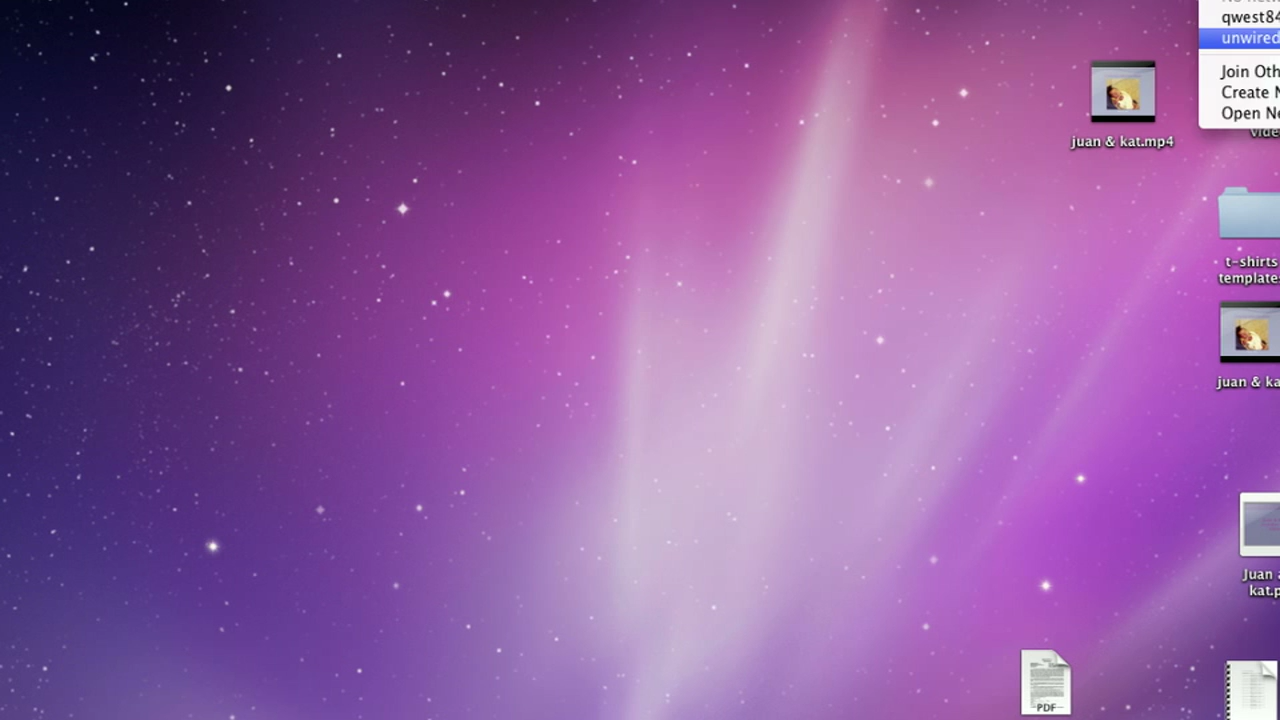 qwest84
unwired
Join Oth
Create N
Open Ne
juan & kat.mp4
vide
t-shirts
template
juan & ka
Juan a
kat.p
PDF